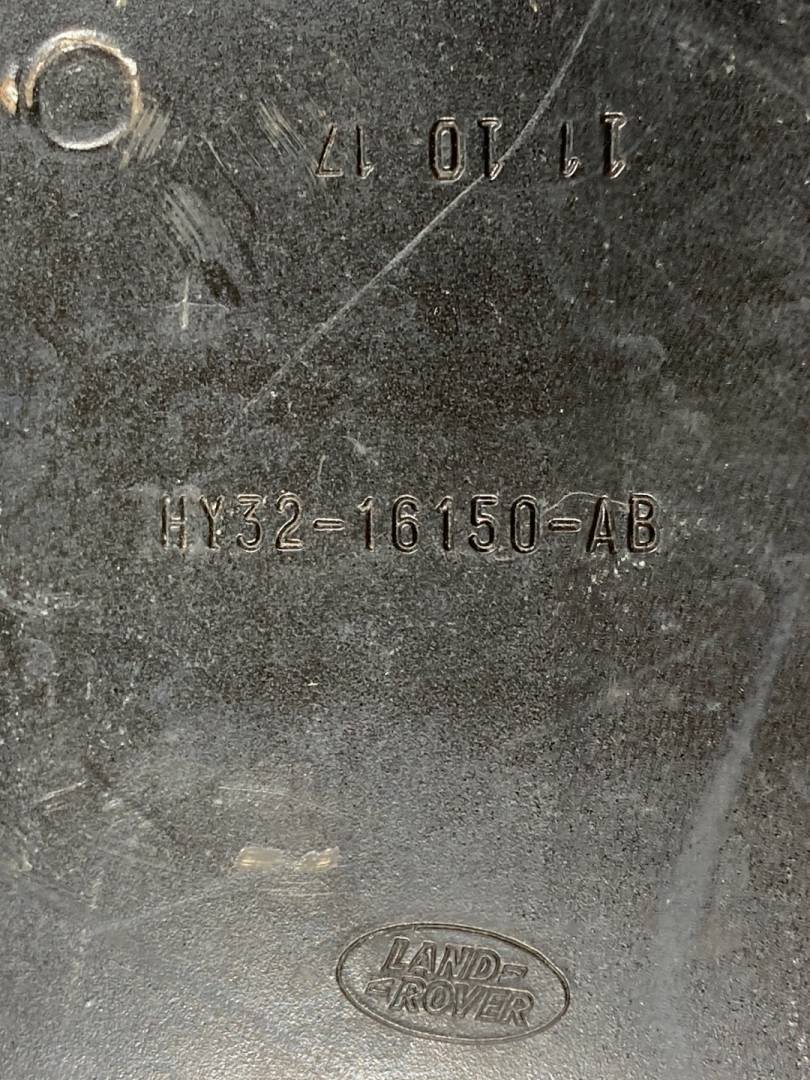 11 10 17
HY32-16150-AB
LAND-
-ROVER